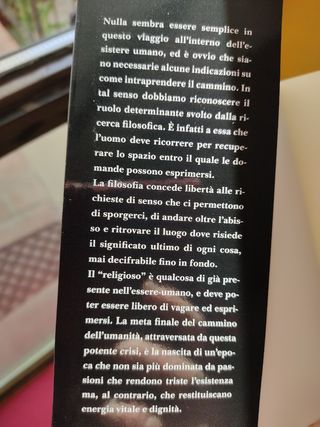 Nulla sembra essere semplice in
questo viaggio all'interno dell'e-
sistere umano, ed è ovvio che sia-
no necessarie alcune indicazioni su
come intraprendere il cammino. In
tal senso dobbiamo riconoscere il
ruolo determinante svolto dalla ri-
cerca filosofica. È infatti a essa che
l'uomo deve ricorrere per recupe-
rare lo spazio entro il quale le do-
mande possono esprimersi.
La filosofia concede libertà alle ri-
chieste di senso che ci permettono
di sporgerci, di andare oltre l'abis-
so e ritrovare il luogo dove risiede
il significato ultimo di ogni cosa,
mai decifrabile fino in fondo.
Il “religioso” è qualcosa di già pre-
sente nell'essere-umano, e deve po-
ter essere libero di vagare ed espri-
mersi. La meta finale del cammino
dell'umanità, attraversata da questa
potente crisi, è la nascita di un'epo-
ca che non sia più dominata da pas-
sioni che rendono triste l'esistenza
ma, al contrario, che restituiscano
energia vitale e dignità.